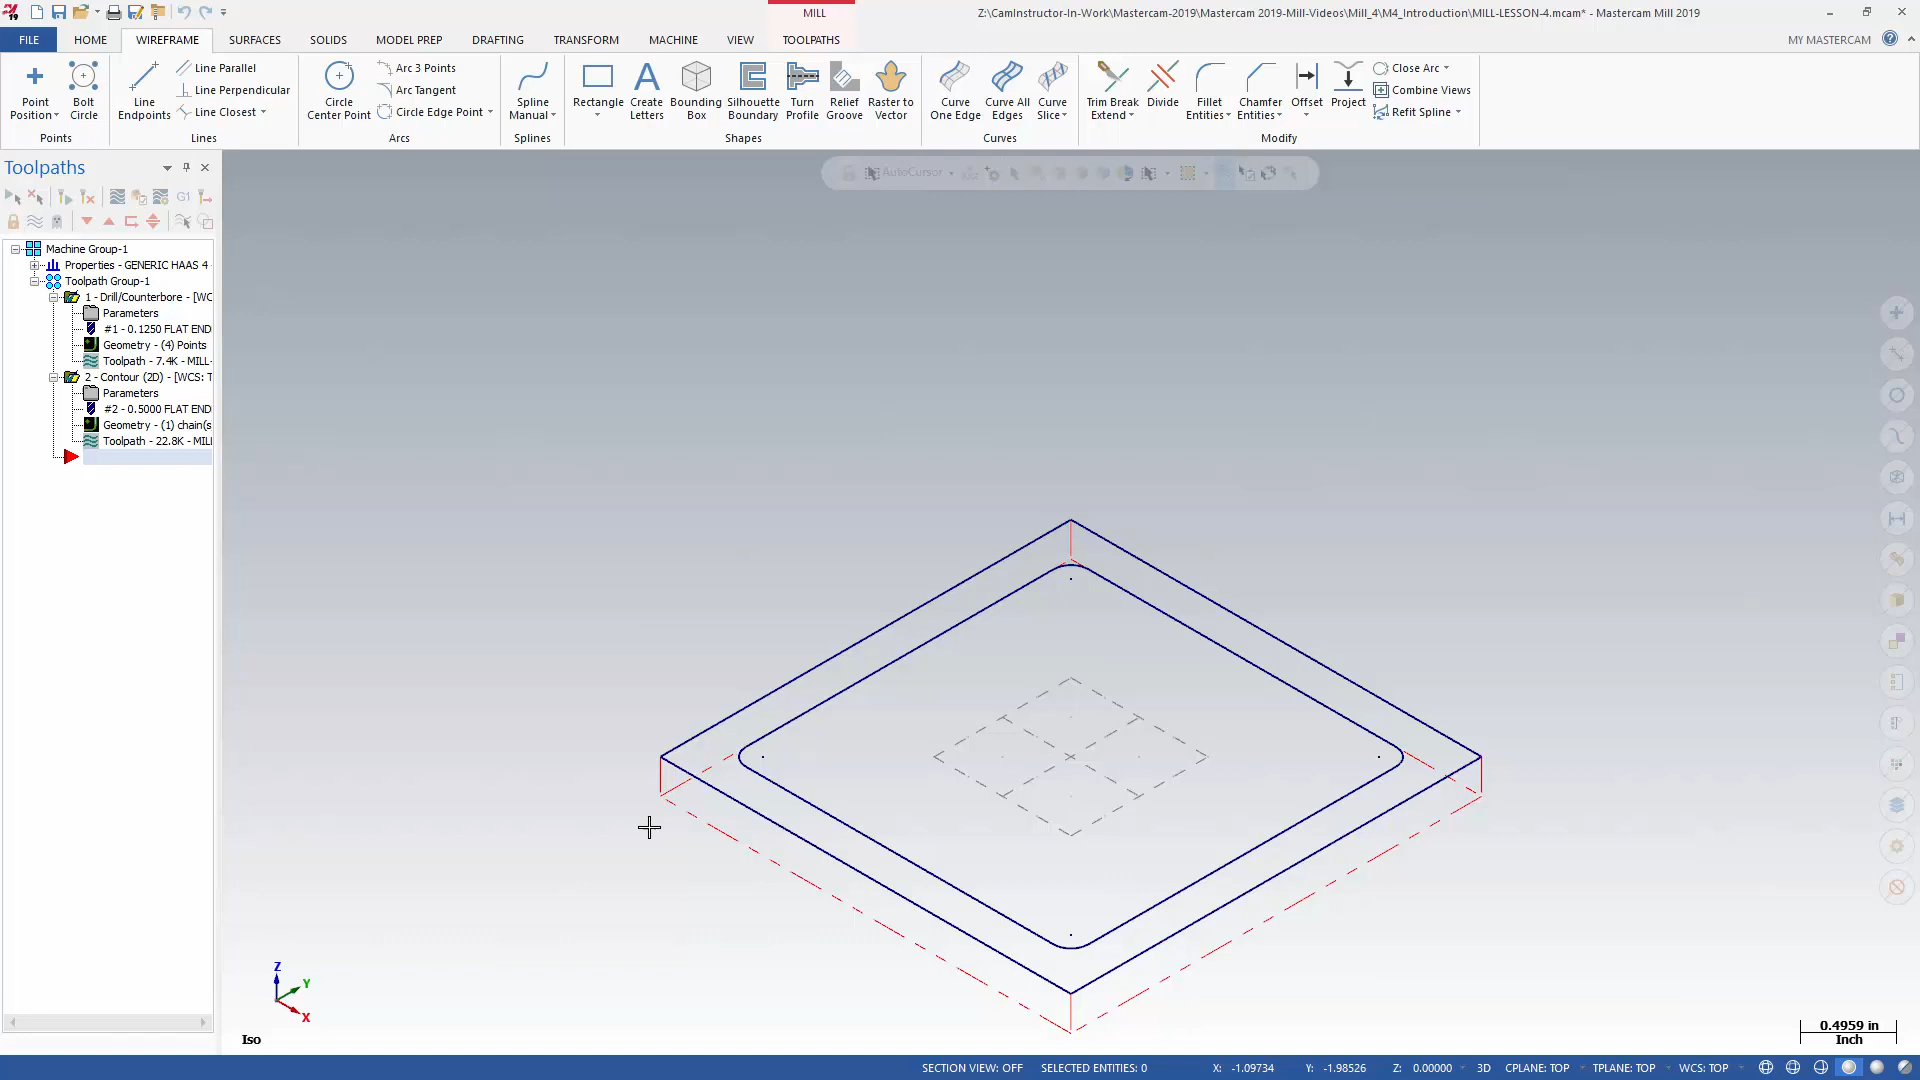 MILL
Z:\CamInstructor-In-Work\Mastercam-2019\Mastercam 2019-Mill-Videos\Mill_4\M4_Introduction\MILL-LESSON-4.mcam* - Mastercam Mill 2019
FILE HOME WIREFRAME SURFACES SOLIDS MODEL PREP DRAFTING TRANSFORM MACHINE VIEW TOOLPATHS MY MASTERCAM
Point Position
Bolt Circle
Points
Line Endpoints
Line Parallel
Line Perpendicular
Line Closest
Lines
Circle Center Point
Arc 3 Points
Arc Tangent
Circle Edge Point
Arcs
Spline Manual
Splines
Rectangle
Create Letters
Bounding Box
Silhouette Boundary
Turn Profile
Relief Groove
Raster to Vector
Shapes
Curve One Edge
Curve All Edges
Curve Slice
Curves
Trim Break Extend
Divide
Fillet Entities
Chamfer Entities
Offset
Project
Close Arc
Combine Views
Refit Spline
Modify
Toolpaths
AutoCursor
G1
Machine Group-1
Properties - GENERIC HAAS 4
Toolpath Group-1
1 - Drill/Counterbore - [WC
Parameters
#1 - 0.1250 FLAT END
Geometry - (4) Points
Toolpath - 7.4K - MILL-
2 - Contour (2D) - [WCS: T
Parameters
#2 - 0.5000 FLAT END
Geometry - (1) chain(s
Toolpath - 22.8K - MIL
Z
Y
X
Iso
0.4959 in
Inch
SECTION VIEW: OFF SELECTED ENTITIES: 0 X: -1.09734 Y: -1.98526 Z: 0.00000 3D CPLANE: TOP TPLANE: TOP WCS: TOP